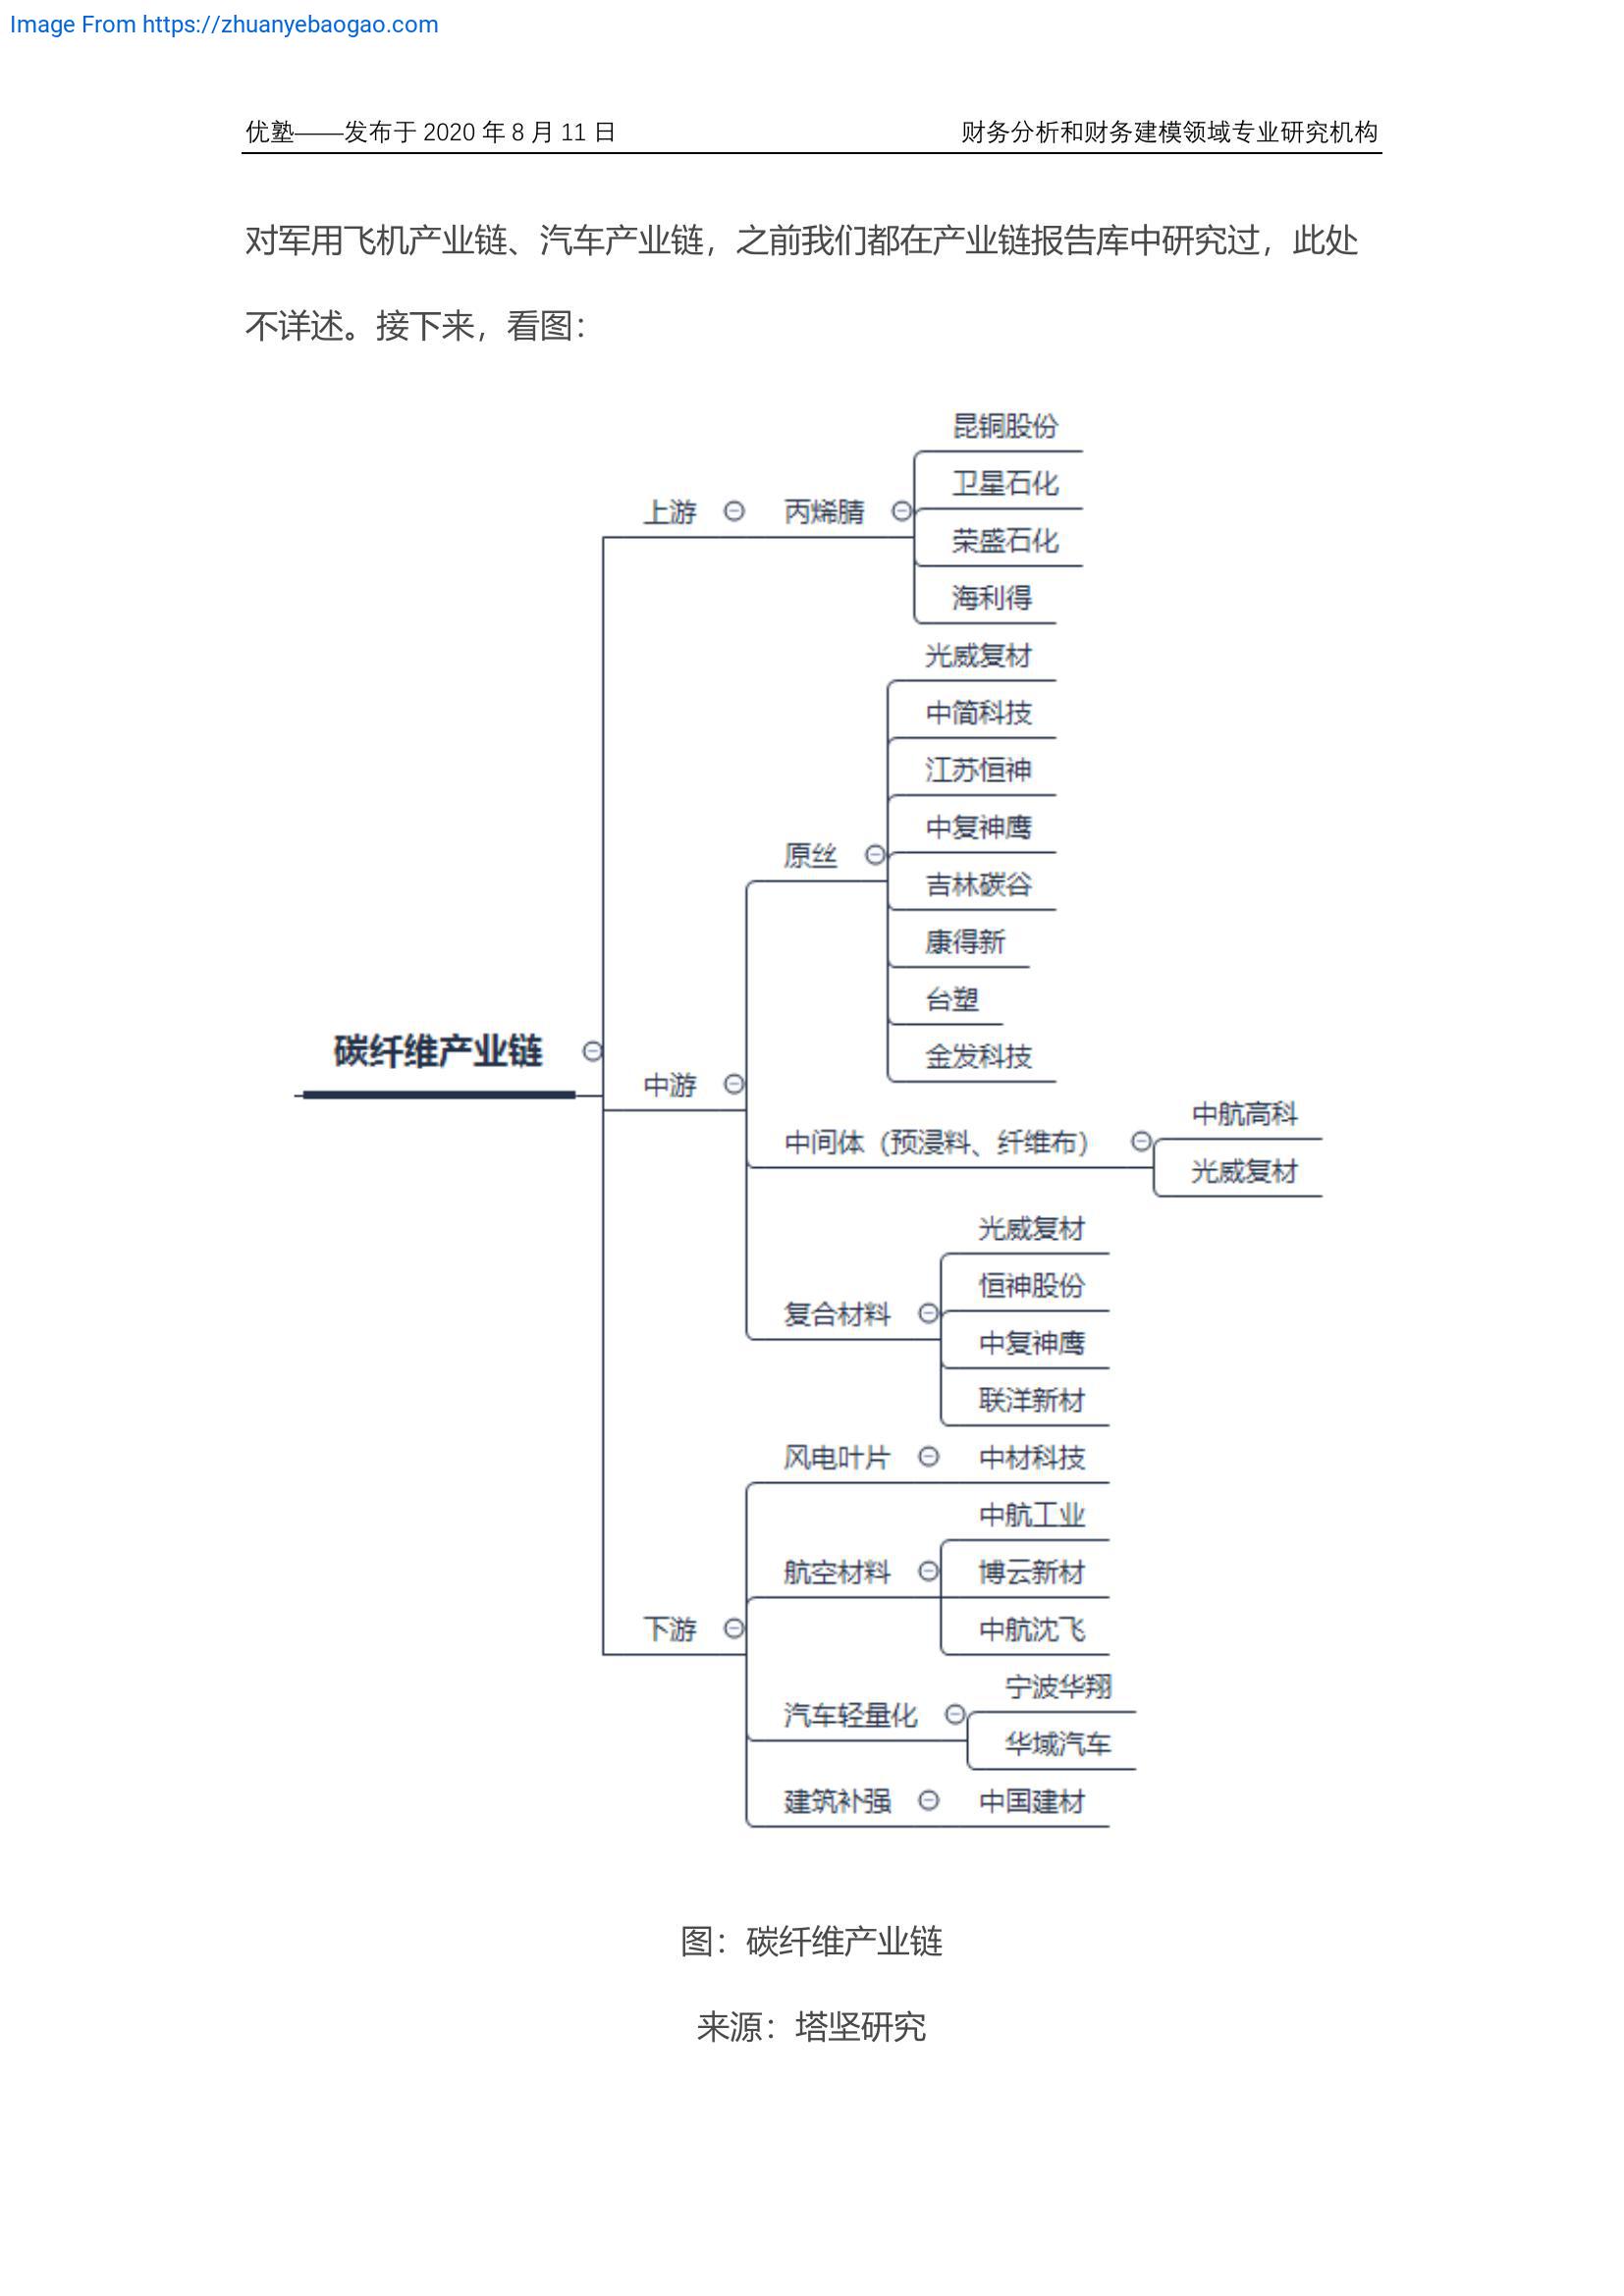 Image From https://zhuanyebaogao.com
优塾——发布于 2020 年 8 月 11 日
财务分析和财务建模领域专业研究机构
对军用飞机产业链、汽车产业链，之前我们都在产业链报告库中研究过，此处
不详述。接下来，看图：
碳纤维产业链
上游
丙烯腈
昆铜股份
卫星石化
荣盛石化
海利得
中游
原丝
光威复材
中简科技
江苏恒神
中复神鹰
吉林碳谷
康得新
台塑
金发科技
中间体（预浸料、纤维布）
中航高科
光威复材
复合材料
光威复材
恒神股份
中复神鹰
联洋新材
下游
风电叶片
中材科技
航空材料
中航工业
博云新材
中航沈飞
汽车轻量化
宁波华翔
华域汽车
建筑补强
中国建材
图：碳纤维产业链
来源：塔坚研究